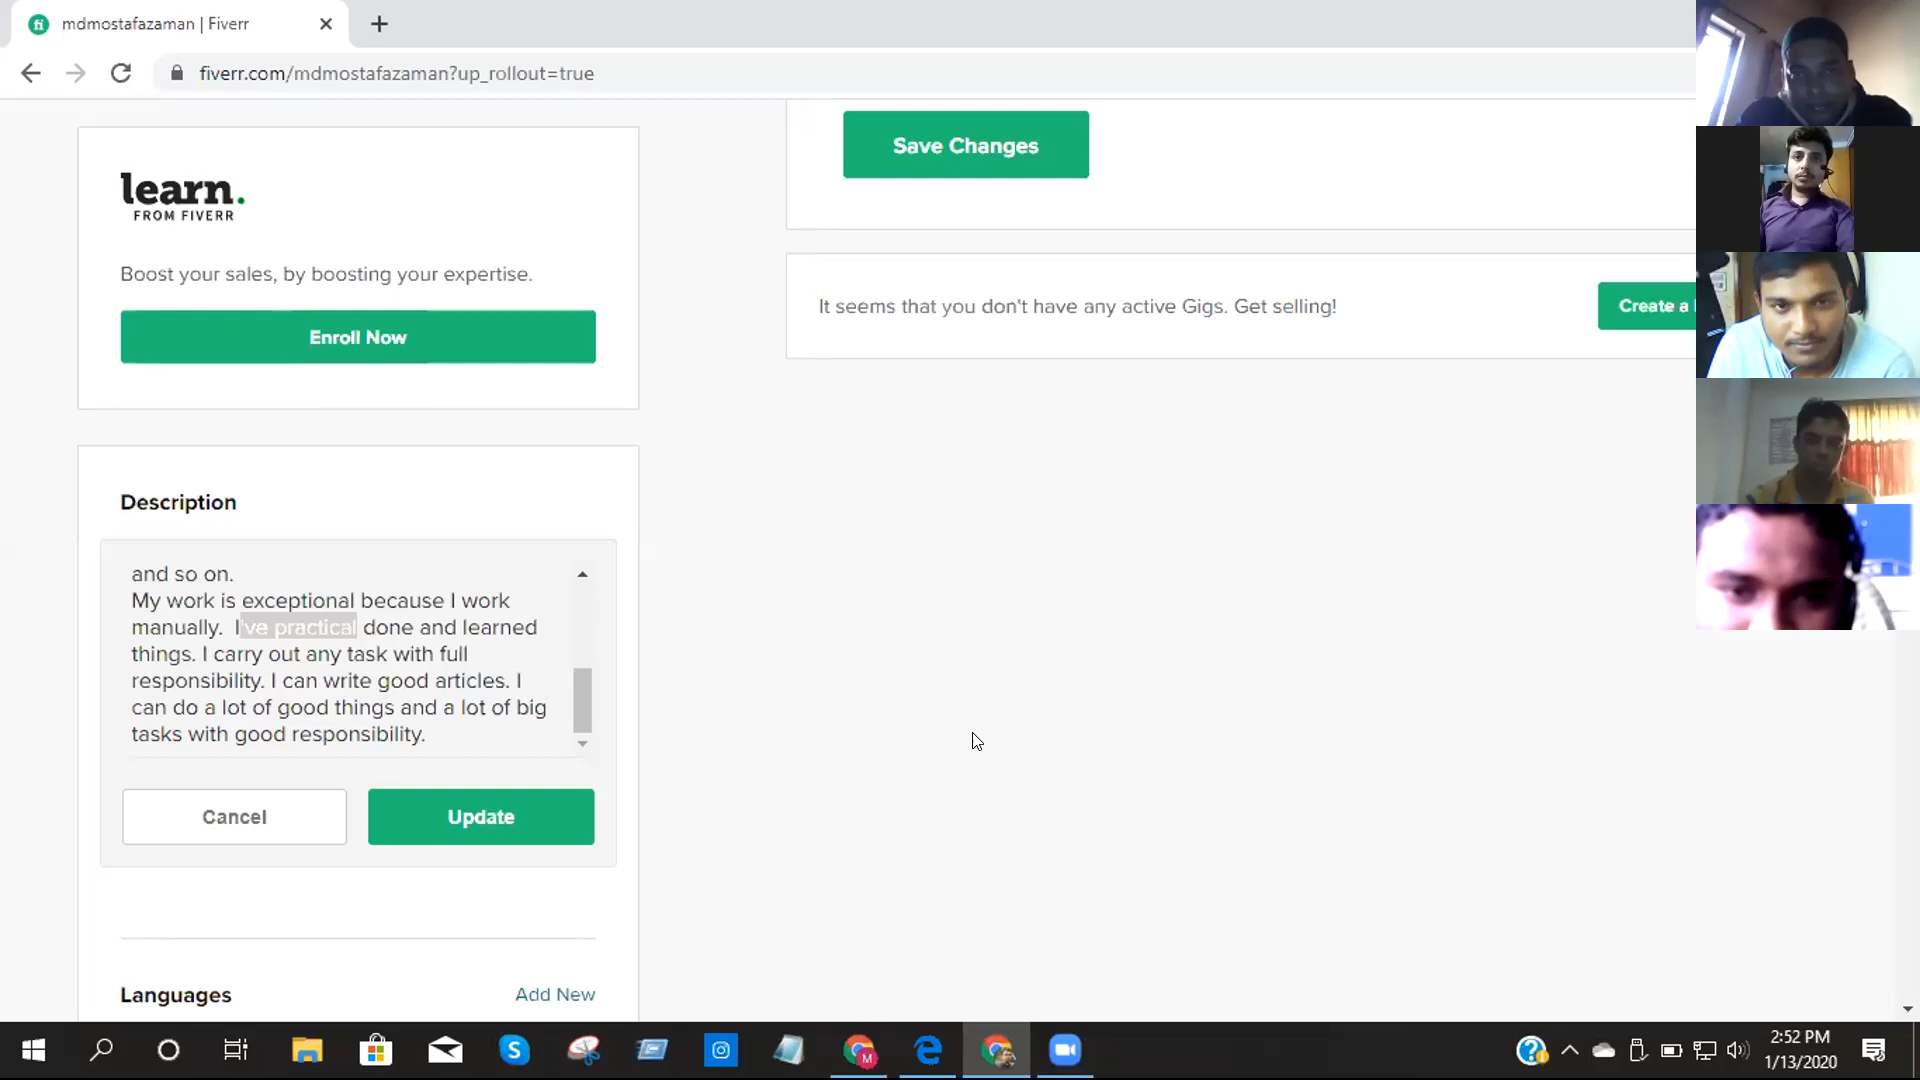 mdmostafazaman | Fiverr
fiverr.com/mdmostafazaman?up_rollout=true
learn.
FROM FIVERR
Boost your sales, by boosting your expertise.
Enroll Now
Description
and so on.
My work is exceptional because I work
manually.  I've practical done and learned
things. I carry out any task with full
responsibility. I can write good articles. I
can do a lot of good things and a lot of big
tasks with good responsibility.
Cancel
Update
Languages
Add New
Save Changes
It seems that you don't have any active Gigs. Get selling!
Create a
2:52 PM
1/13/2020